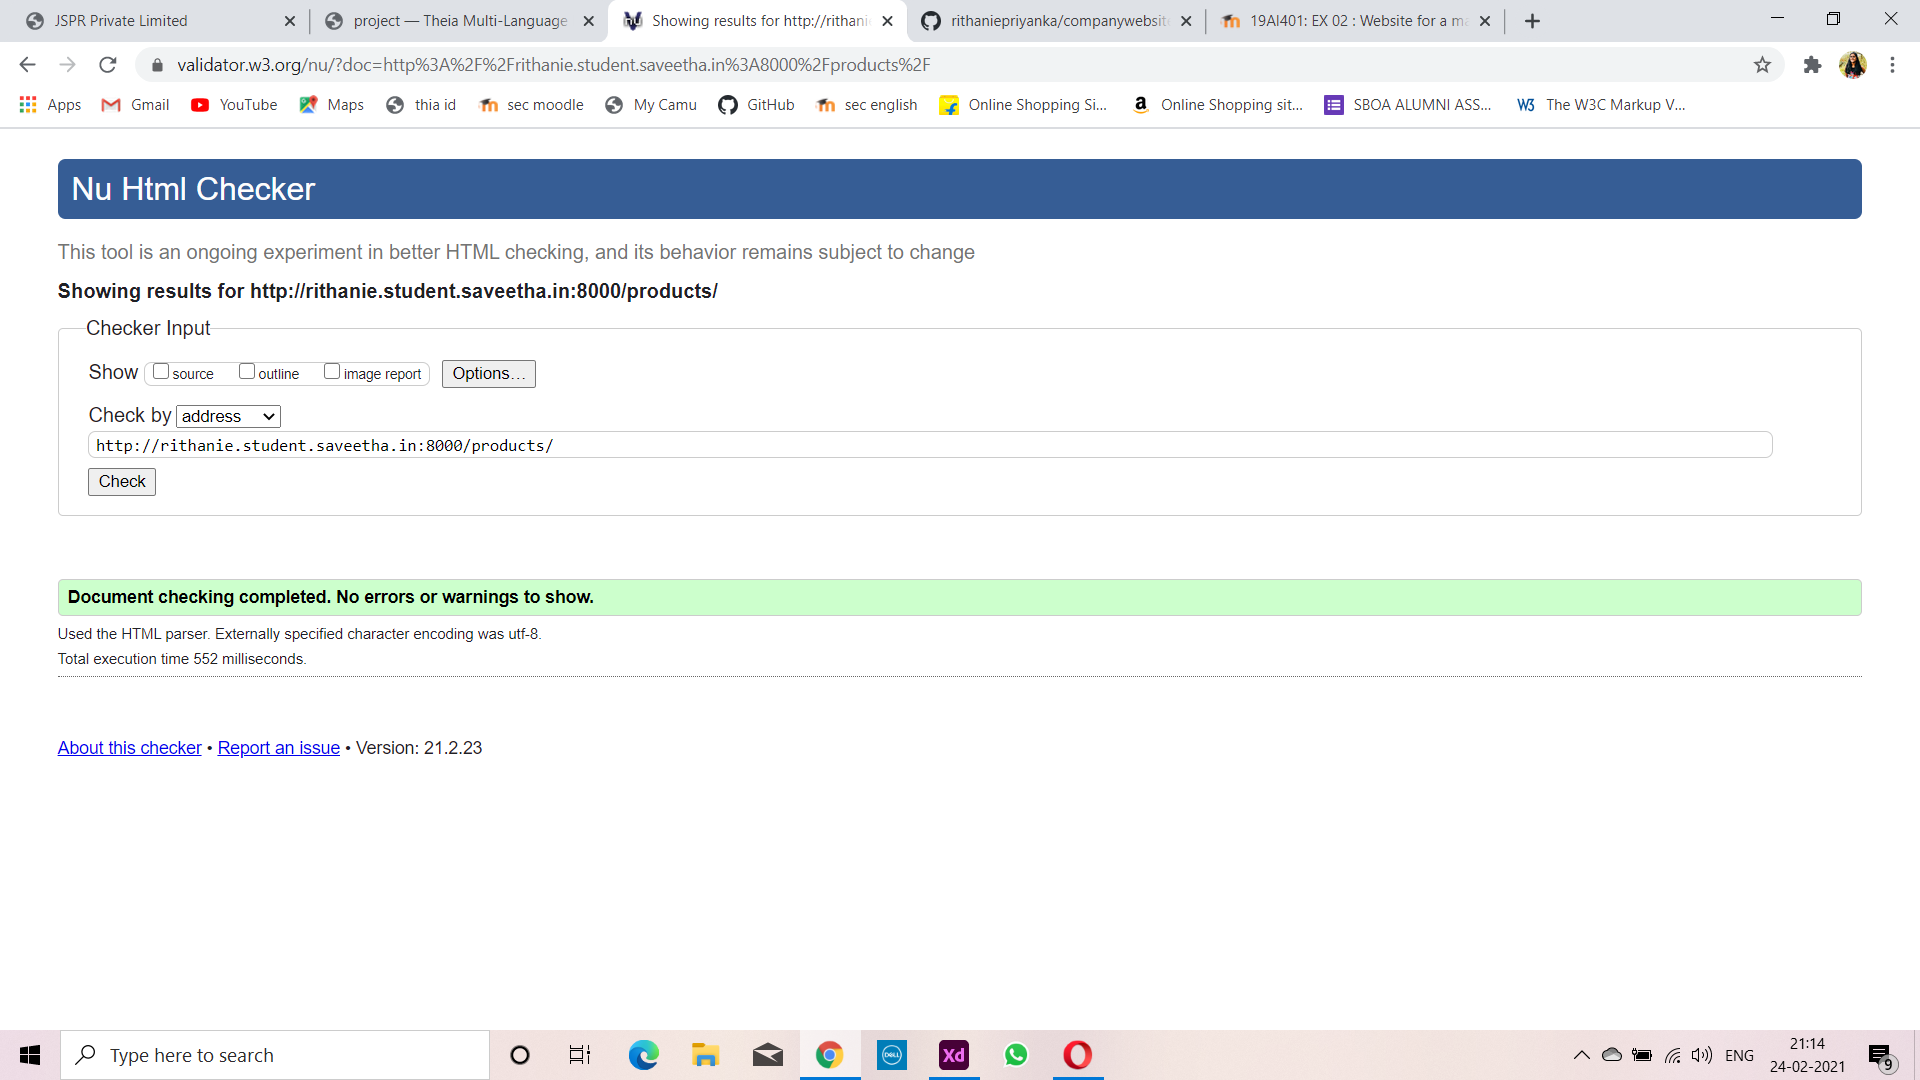 JSPR Private Limited
project — Theia Multi-Language
Showing results for http://rithani
rithaniepriyanka/companywebsit
19AI401: EX 02 : Website for a ma
validator.w3.org/nu/?doc=http%3A%2F%2Frithanie.student.saveetha.in%3A8000%2Fproducts%2F
Apps Gmail YouTube Maps thia id sec moodle My Camu GitHub sec english Online Shopping Si... Online Shopping sit... SBOA ALUMNI ASS... The W3C Markup V...
Nu Html Checker
This tool is an ongoing experiment in better HTML checking, and its behavior remains subject to change
Showing results for http://rithanie.student.saveetha.in:8000/products/
Checker Input
Show source outline image report Options...
Check by address
http://rithanie.student.saveetha.in:8000/products/
Check
Document checking completed. No errors or warnings to show.
Used the HTML parser. Externally specified character encoding was utf-8.
Total execution time 552 milliseconds.
About this checker • Report an issue • Version: 21.2.23
Type here to search
DELL
Xd
ENG
21:14
24-02-2021
9